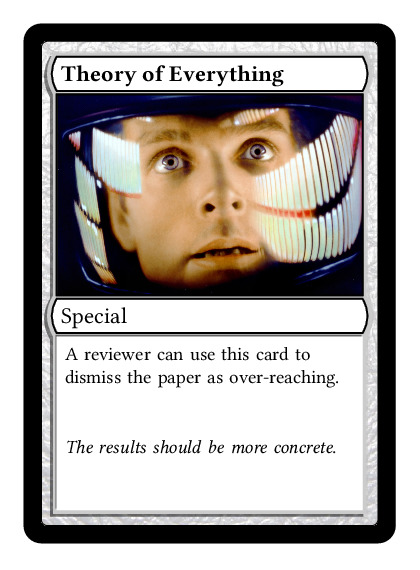 Theory of Everything
Special
A reviewer can use this card to
dismiss the paper as over-reaching.
The results should be more concrete.